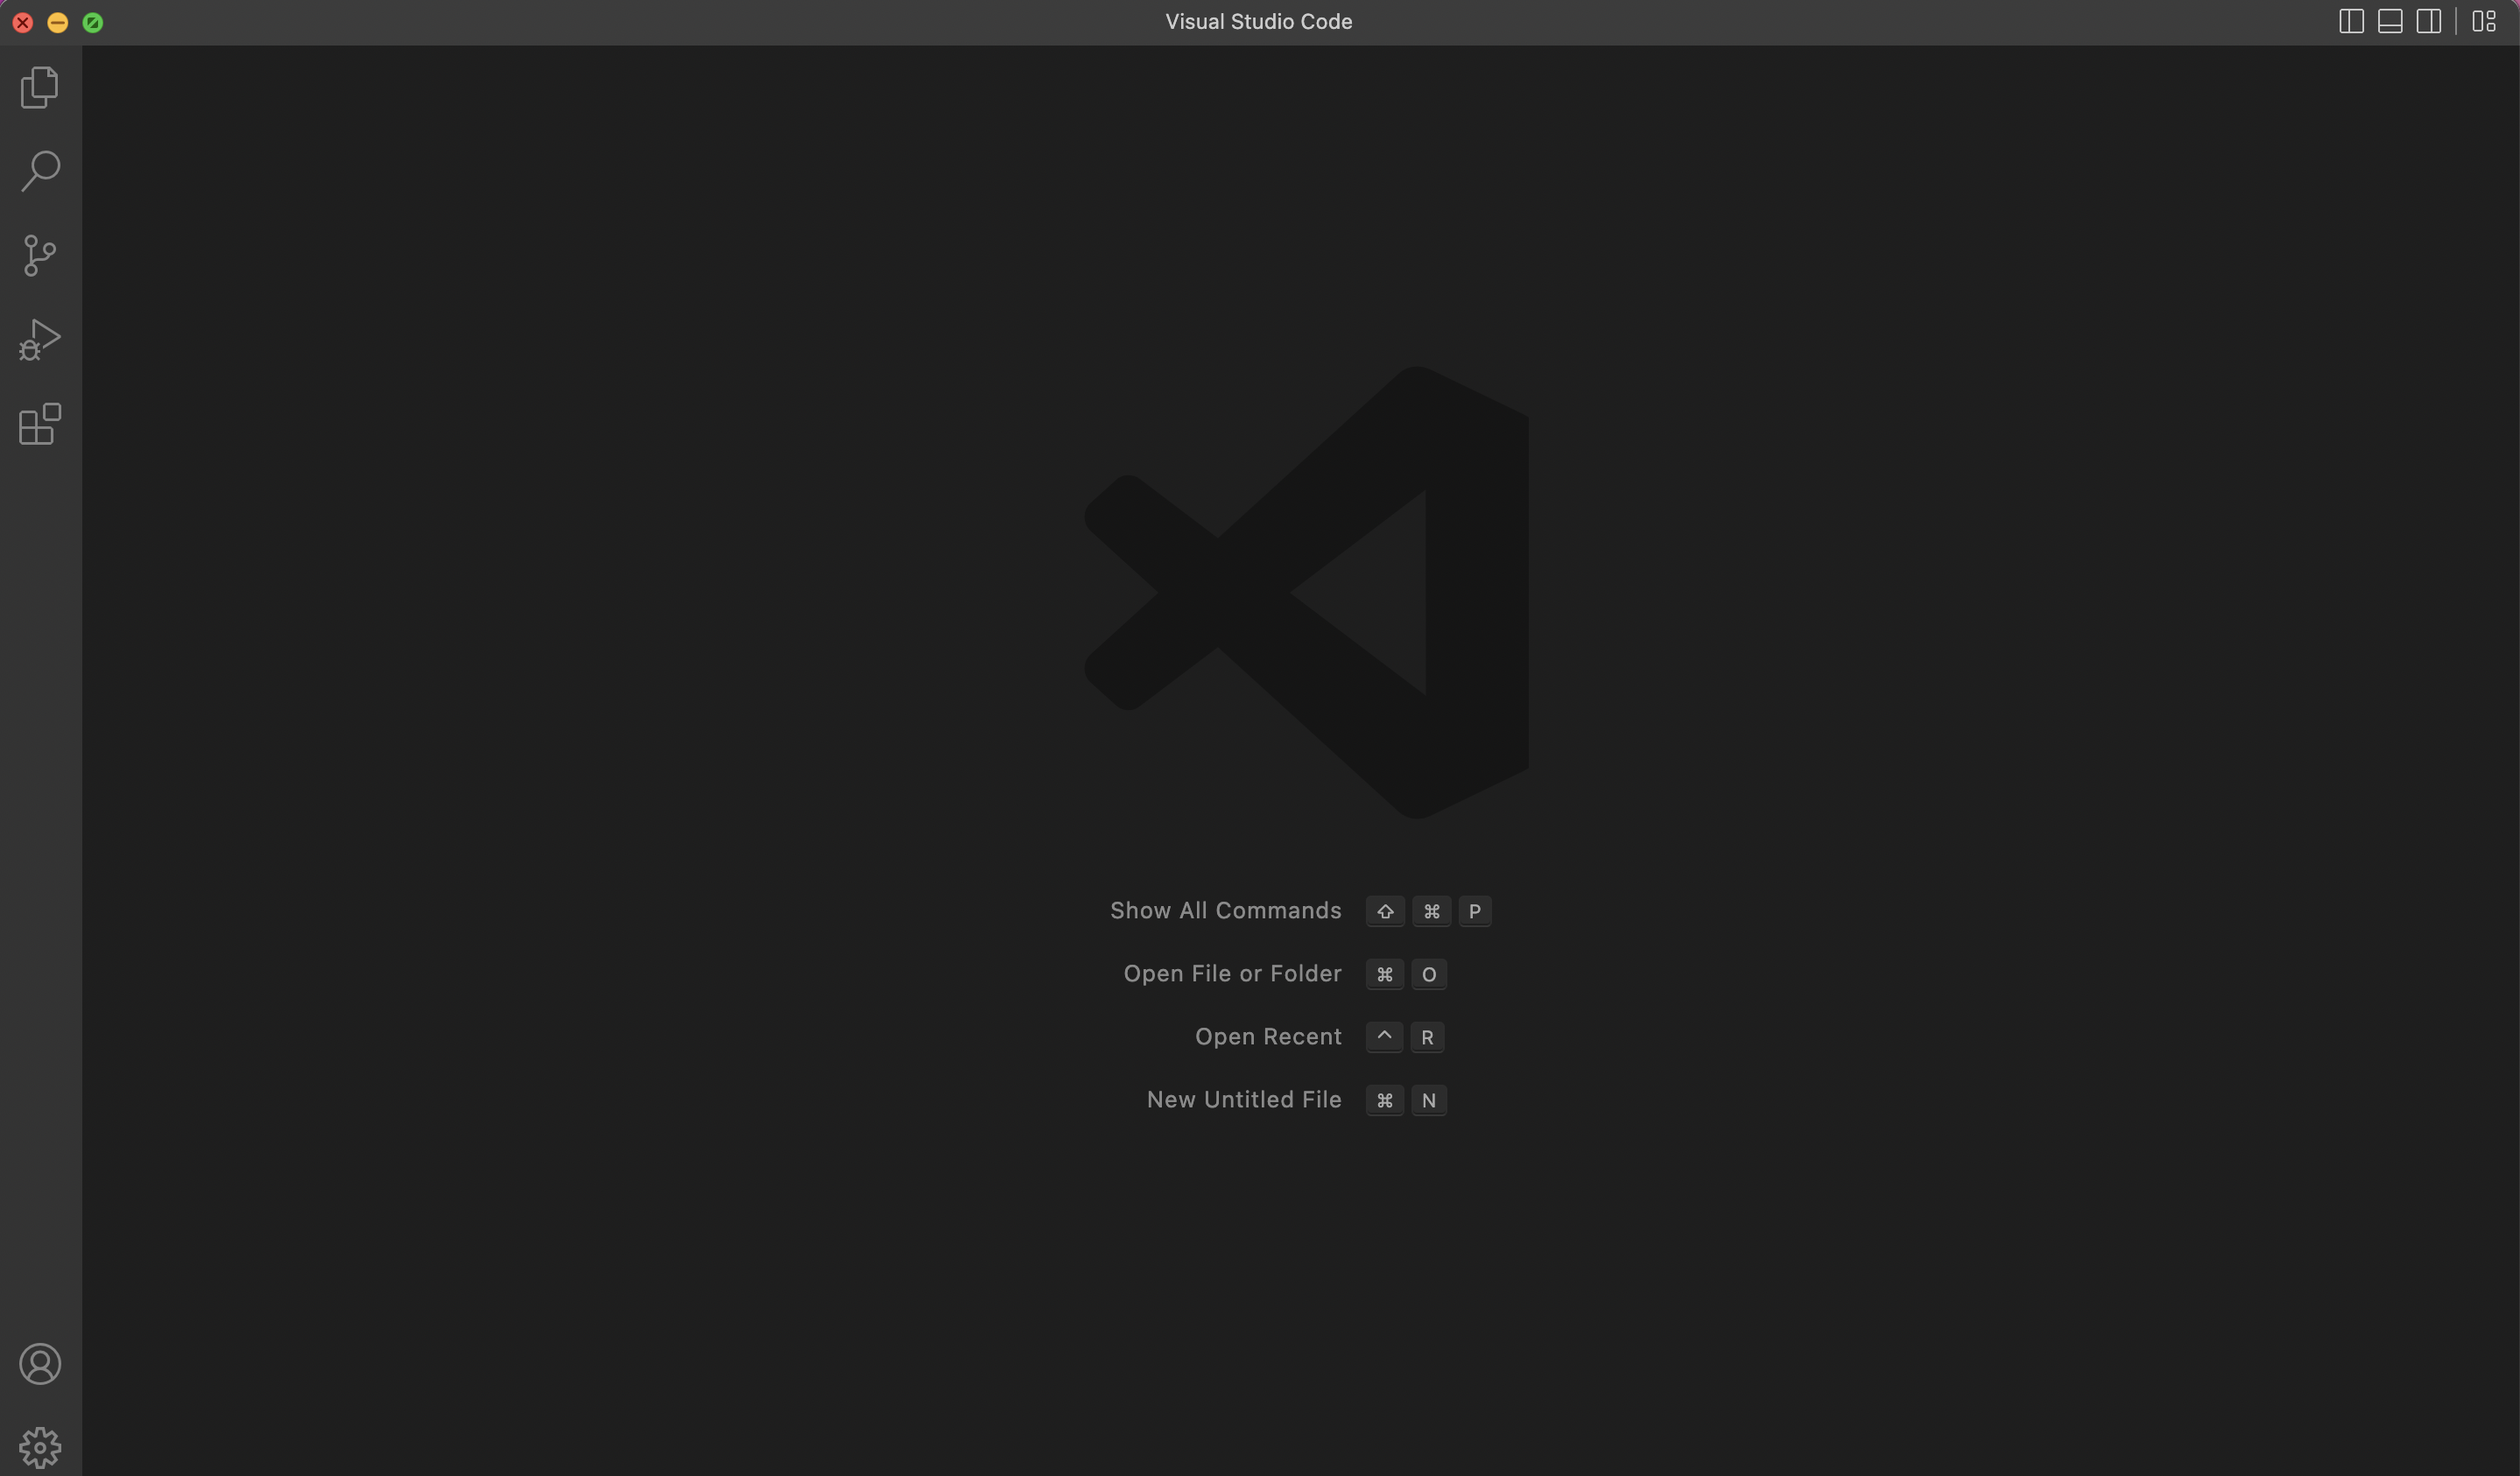 Visual Studio Code
Show All Commands ⇧ ⌘ P
Open File or Folder ⌘ O
Open Recent ^ R
New Untitled File ⌘ N